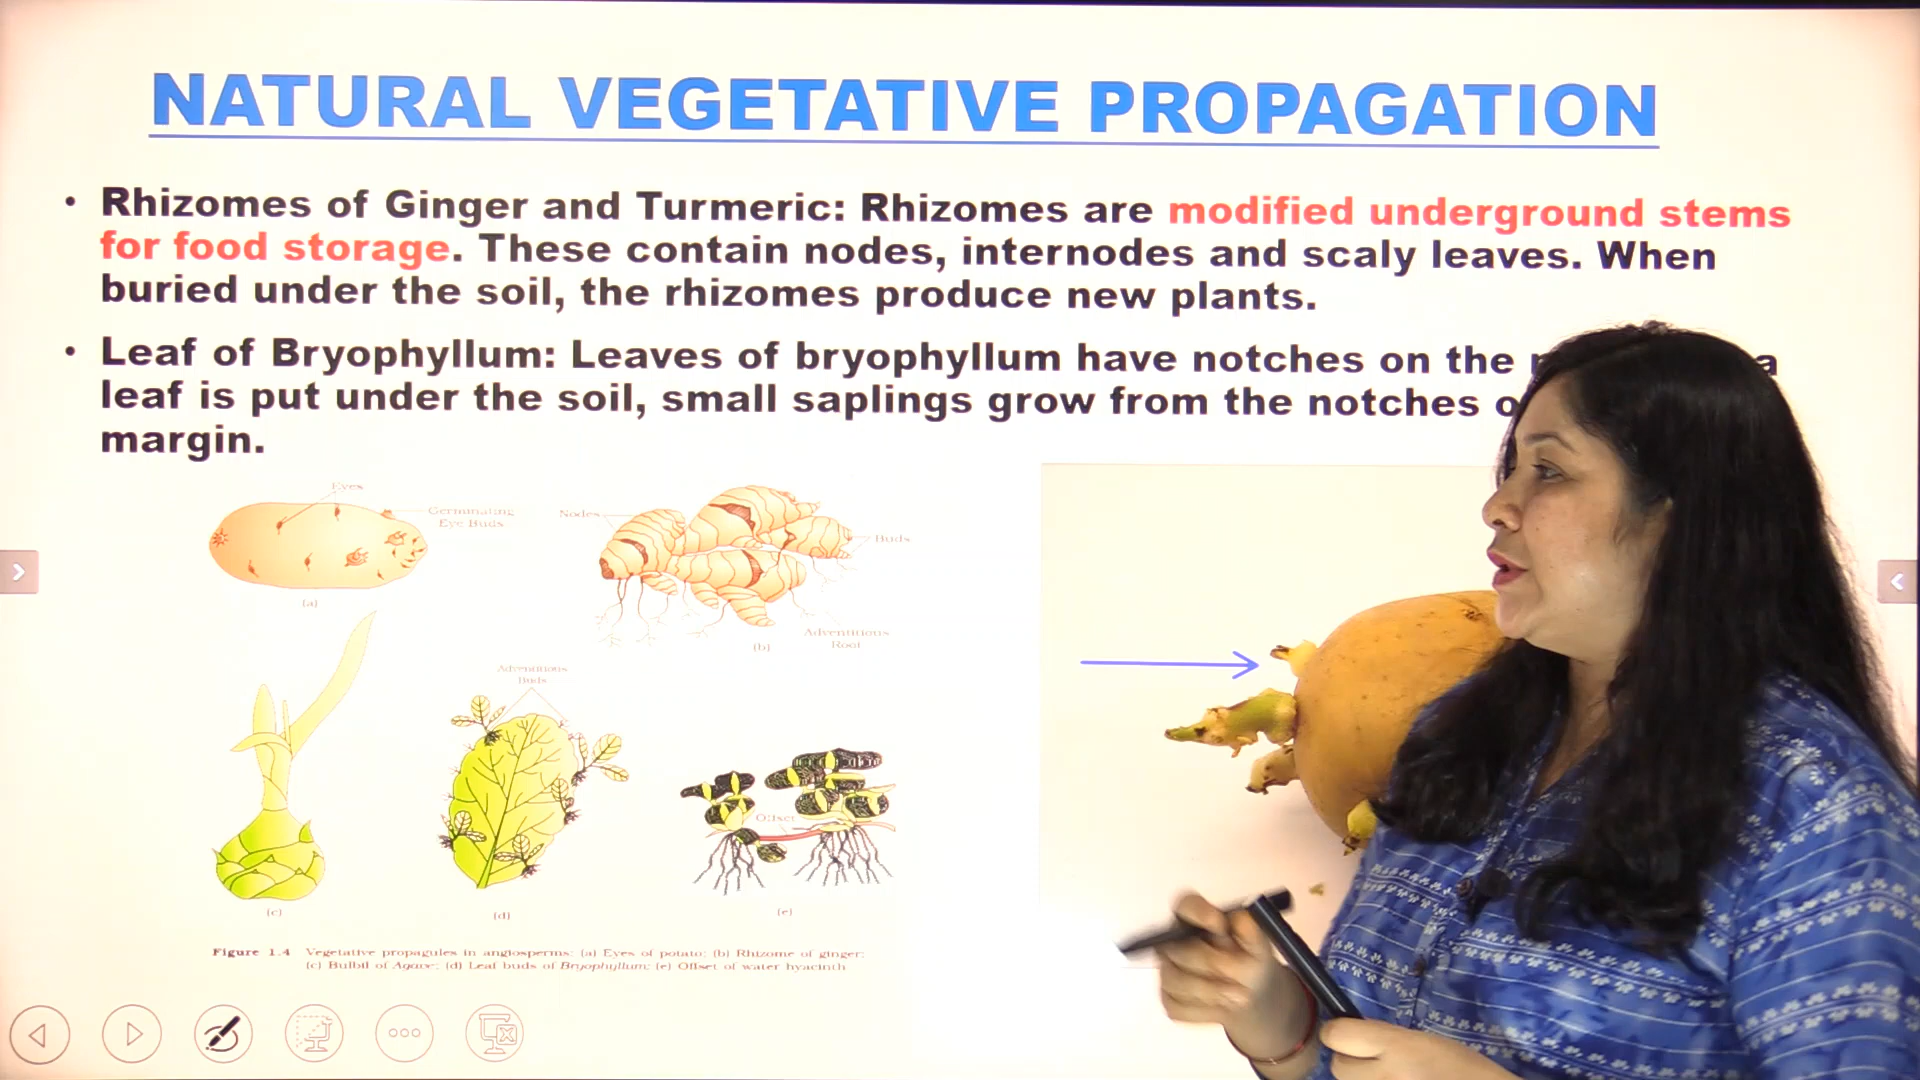 NATURAL VEGETATIVE PROPAGATION
• Rhizomes of Ginger and Turmeric: Rhizomes are modified underground stems
for food storage. These contain nodes, internodes and scaly leaves. When
buried under the soil, the rhizomes produce new plants.
• Leaf of Bryophyllum: Leaves of bryophyllum have notches on the
leaf is put under the soil, small saplings grow from the notches
margin.
Eyes
Germinating
Eye Buds
(a)
Nodes
Buds
Adventitious
Root
(b)
(c)
Adventitious
Buds
(d)
Offset
(e)
Figure 1.4 Vegetative propagules in angiosperms: (a) Eyes of potato; (b) Rhizome of ginger;
(c) Bulbil of Agave; (d) Leaf buds of Bryophyllum; (e) Offset of water hyacinth